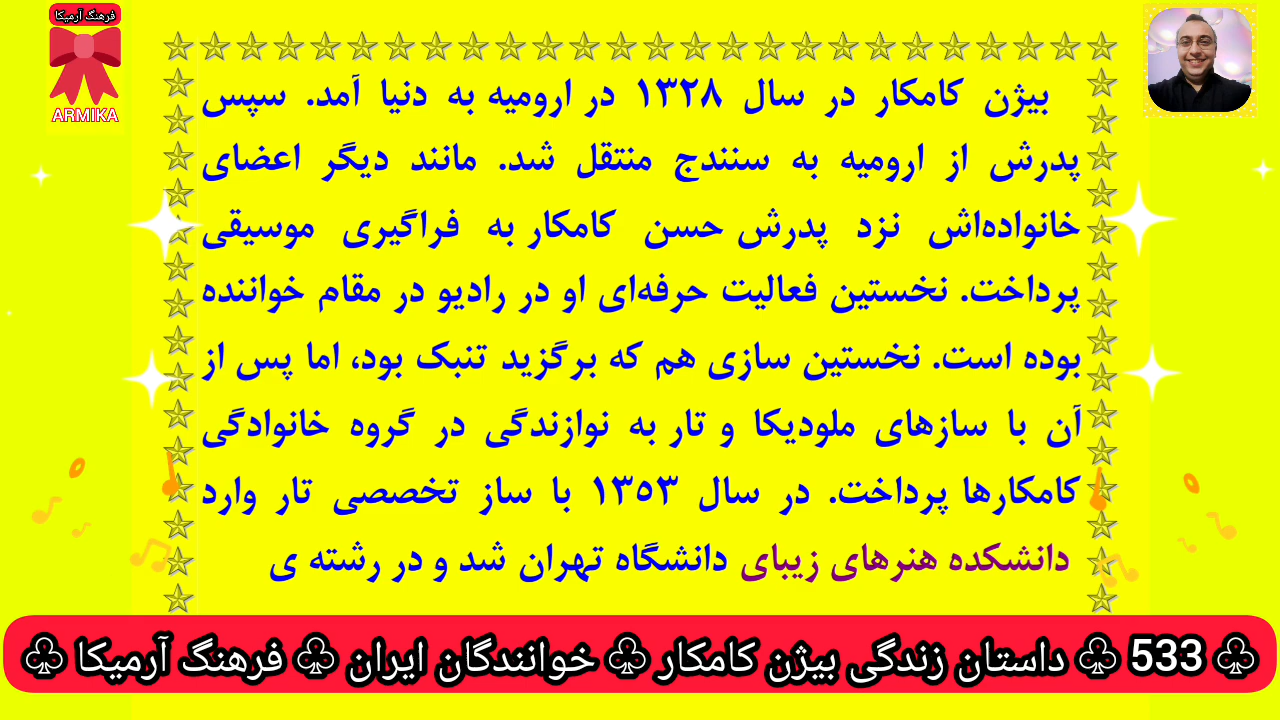 فرهنگ آرمیکا
ARMIKA
بیژن کامکار در سال ۱۳۲۸ در ارومیه به دنیا آمد. سپس
پدرش از ارومیه به سنندج منتقل شد. مانند دیگر اعضای
خانواده‌اش نزد پدرش حسن کامکار به فراگیری موسیقی
پرداخت. نخستین فعالیت حرفه‌ای او در رادیو در مقام خواننده
بوده است. نخستین سازی هم که برگزید تنبک بود، اما پس از
آن با سازهای ملودیکا و تار به نوازندگی در گروه خانوادگی
کامکارها پرداخت. در سال ۱۳۵۳ با ساز تخصصی تار وارد
دانشکده هنرهای زیبای دانشگاه تهران شد و در رشته ی
♧ 533 ♧ داستان زندگی بیژن کامکار ♧ خوانندگان ایران ♧ فرهنگ آرمیکا ♧